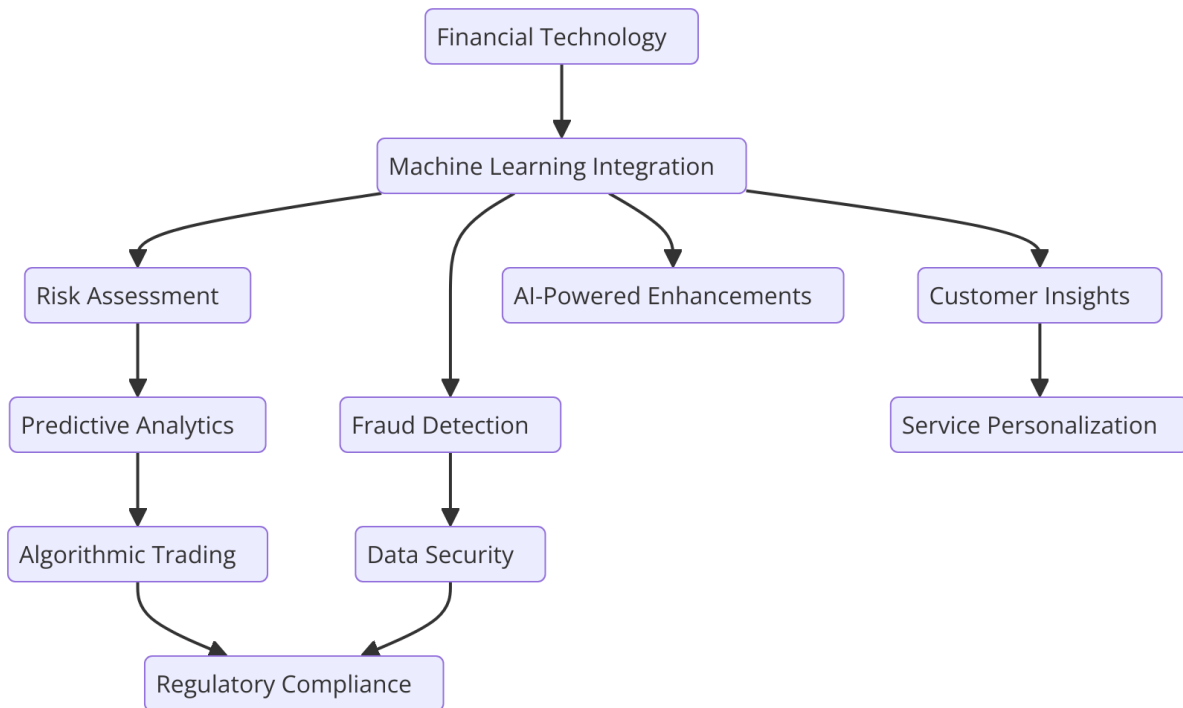 Financial Technology
Machine Learning Integration
Risk Assessment
AI-Powered Enhancements
Customer Insights
Predictive Analytics
Fraud Detection
Service Personalization
Algorithmic Trading
Data Security
Regulatory Compliance